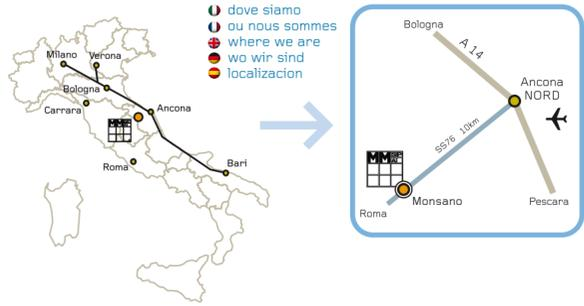 dove siamo
ou nous sommes
where we are
wo wir sind
localizacion
Milano
Verona
Bologna
Carrara
Ancona
Roma
Bari
Bologna
A 14
Ancona
NORD
SS76 10km
MM
Monsano
Roma
Pescara